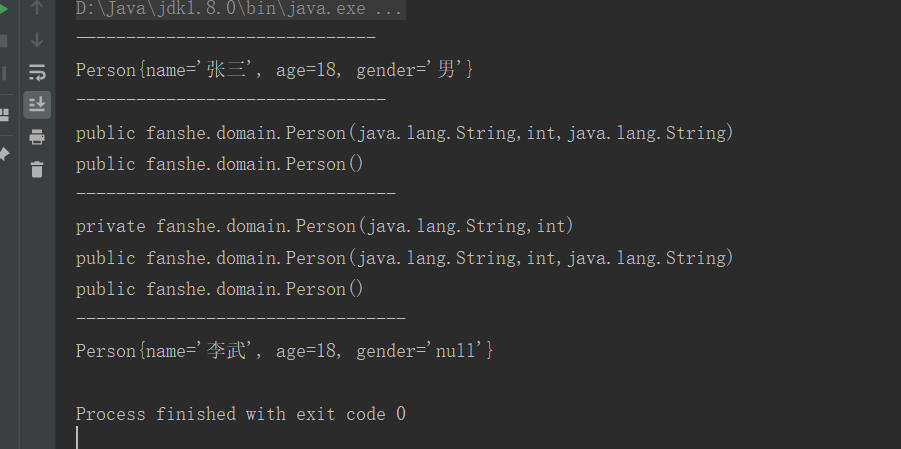 D:\Java\jdk1.8.0\bin\java.exe ...
------------------------------
Person{name='张三', age=18, gender='男'}
-------------------------------
public fanshe.domain.Person(java.lang.String,int,java.lang.String)
public fanshe.domain.Person()
--------------------------------
private fanshe.domain.Person(java.lang.String,int)
public fanshe.domain.Person(java.lang.String,int,java.lang.String)
public fanshe.domain.Person()
---------------------------------
Person{name='李武', age=18, gender='null'}
Process finished with exit code 0